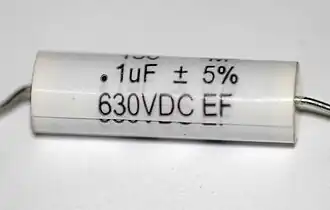 .1uF ± 5%
630VDC EF